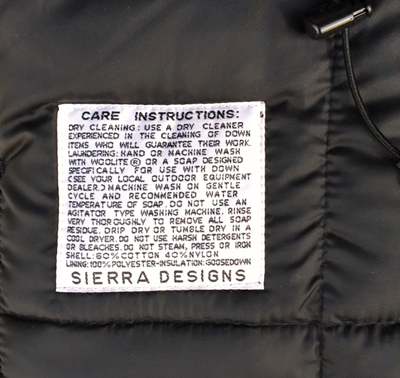 CARE INSTRUCTIONS:
DRY CLEANING: USE A DRY CLEANER
EXPERIENCED IN THE CLEANING OF DOWN
ITEMS WHO WILL GUARANTEE THEIR WORK.
LAUNDERING: HAND OR MACHINE WASH
WITH WOOLITE® OR A SOAP DESIGNED
SPECIFICALLY FOR USE WITH DOWN
(SEE YOUR LOCAL OUTDOOR EQUIPMENT
DEALER.) MACHINE WASH ON GENTLE
CYCLE AND RECOMMENDED WATER
TEMPERATURE OF SOAP. DO NOT USE AN
AGITATOR TYPE WASHING MACHINE. RINSE
VERY THOROUGHLY TO REMOVE ALL SOAP
RESIDUE. DRIP DRY OR TUMBLE DRY IN A
COOL DRYER. DO NOT USE HARSH DETERGENTS
OR BLEACHES. DO NOT STEAM, PRESS OR IRON
SHELL: 60% COTTON 40% NYLON
LINING: 100% POLYESTER-INSULATION: GOOSEDOWN
SIERRA DESIGNS